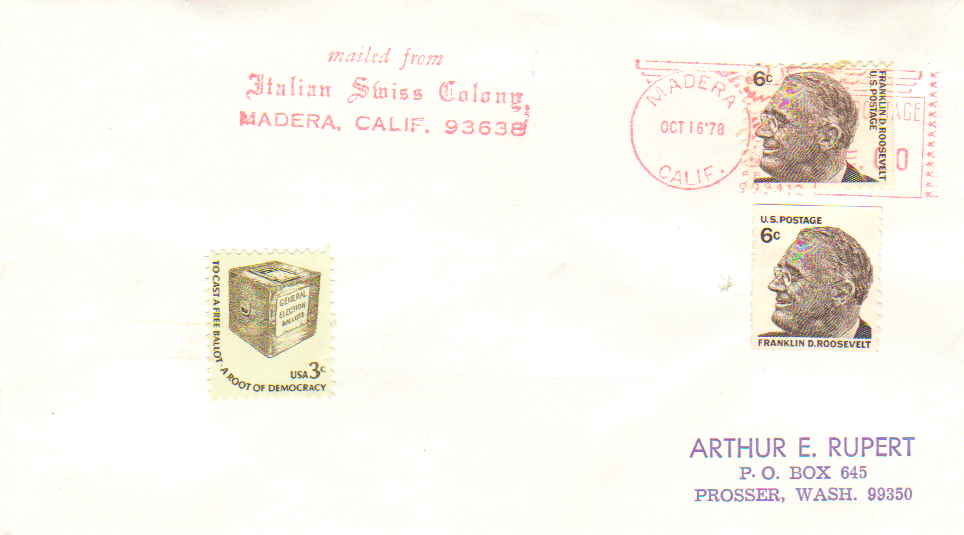 mailed from
Italian Swiss Colony
MADERA, CALIF. 93638
MADERA
OCT 16'78
CALIF.
6c
FRANKLIN D. ROOSEVELT
U.S. POSTAGE
U.S. POSTAGE
6c
FRANKLIN D. ROOSEVELT
TO CAST A FREE BALLOT · A ROOT OF DEMOCRACY
GENERAL
ELECTION
BALLOTS
USA 3c
ARTHUR E. RUPERT
P. O. BOX 645
PROSSER, WASH. 99350